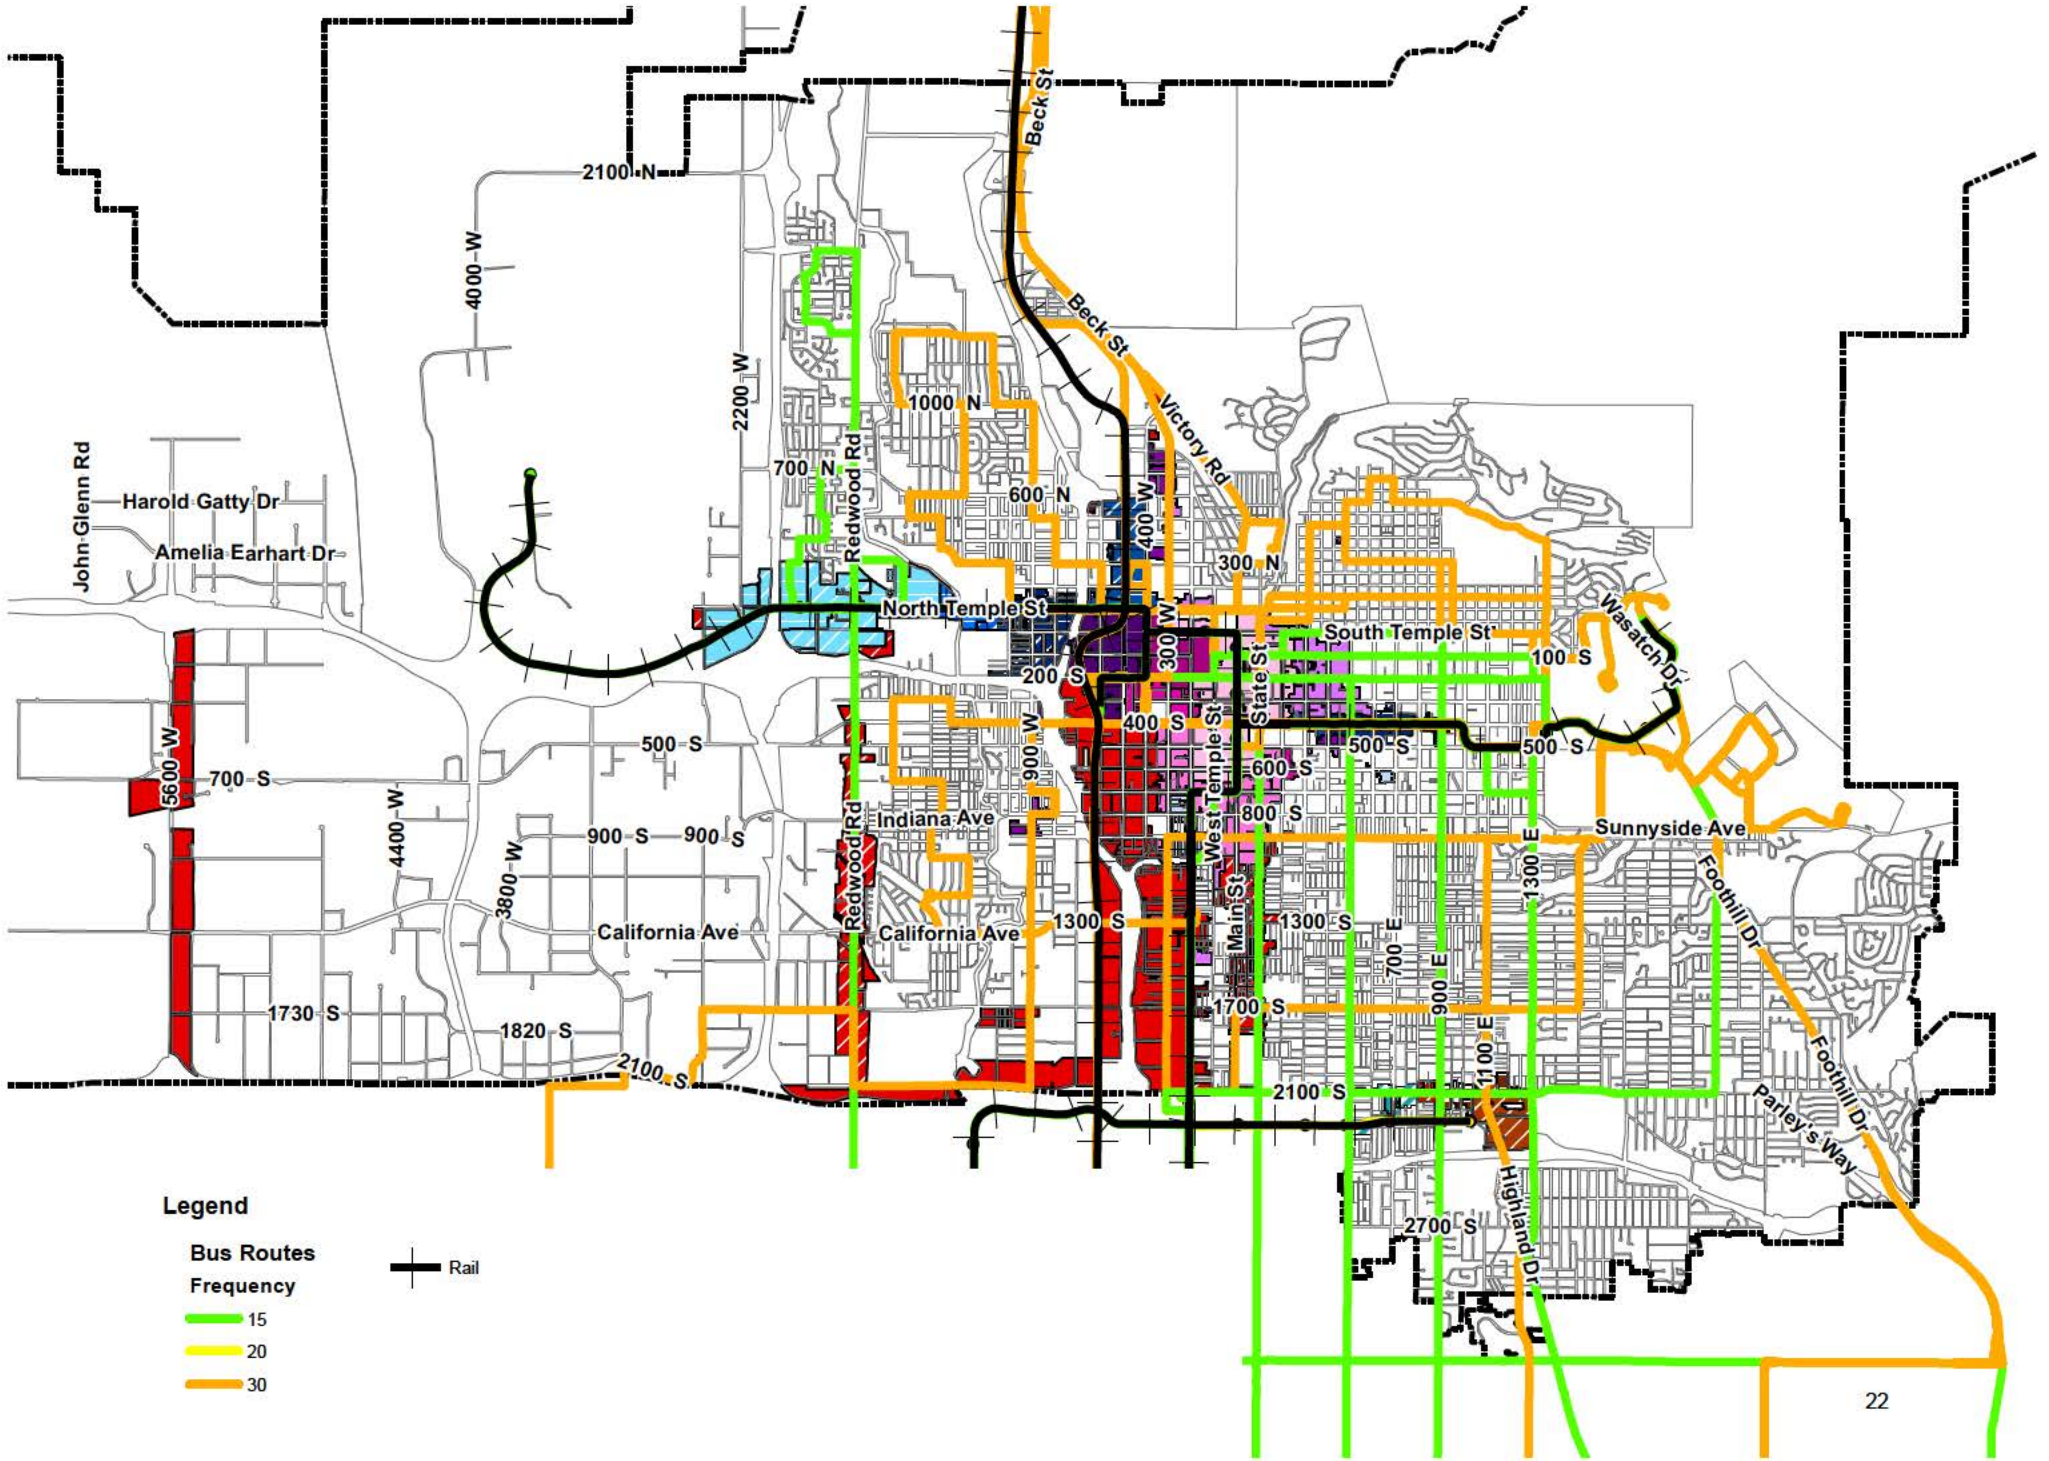 Beck St
2100 N
4000 W
Beck St
2200 W
1000 N
Victory Rd
John Glenn Rd
Redwood Rd
700 N
Harold Gatty Dr
600 N
400 W
Amelia Earhart Dr
300 N
North Temple St
Wasatch Dr
300 W
South Temple St
State St
100 S
200 S
400 S
900 W
West Temple St
500 S
500 S
500 S
5600 W
700 S
600 S
4400 W
Redwood Rd
Indiana Ave
800 S
900 S
900 S
Sunnyside Ave
3800 W
1300 E
Foothill Dr
California Ave
California Ave
1300 S
Main St
1300 S
700 E
900 E
1730 S
1820 S
1700 S
1100 E
Foothill Dr
2100 S
2100 S
Parley's Way
Highland Dr
2700 S
Legend
Bus Routes
Frequency
Rail
15
20
30
22